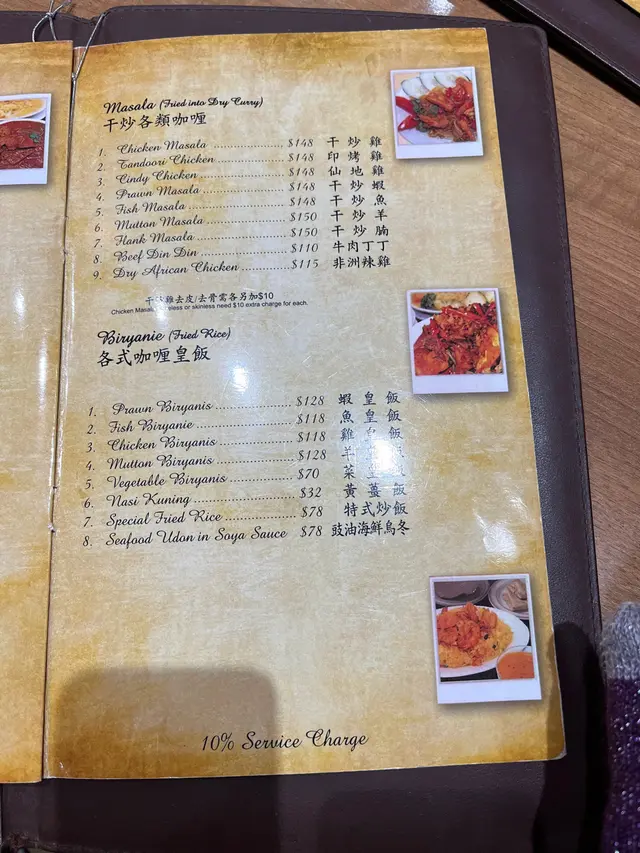 Masala (Fried into Dry Curry)
干炒各類咖喱
1. Chicken Masala ........ $148 干炒雞
2. Tandoori Chicken ........ $148 印烤雞
3. Cindy Chicken ........ $148 仙地雞
4. Prawn Masala ........ $148 干炒蝦
5. Fish Masala ........ $148 干炒魚
6. Mutton Masala ........ $150 干炒羊
7. Flank Masala ........ $150 干炒腩
8. Beef Din Din ........ $110 牛肉丁丁
9. Dry African Chicken ........ $115 非洲辣雞
干 雞去皮/去骨需各另加$10
Chicken Masala or skinless need $10 extra charge for each.
Biryanie (Fried Rice)
各式咖喱皇飯
1. Prawn Biryanis ........ $128 蝦皇飯
2. Fish Biryanie ........ $118 魚皇飯
3. Chicken Biryanis ........ $118 雞皇飯
4. Mutton Biryanis ........ $128 羊
5. Vegetable Biryanis ........ $70 菜
6. Nasi Kuning ........ $32 黃薑飯
7. Special Fried Rice ........ $78 特式炒飯
8. Seafood Udon in Soya Sauce $78 豉油海鮮烏冬
10% Service Charge